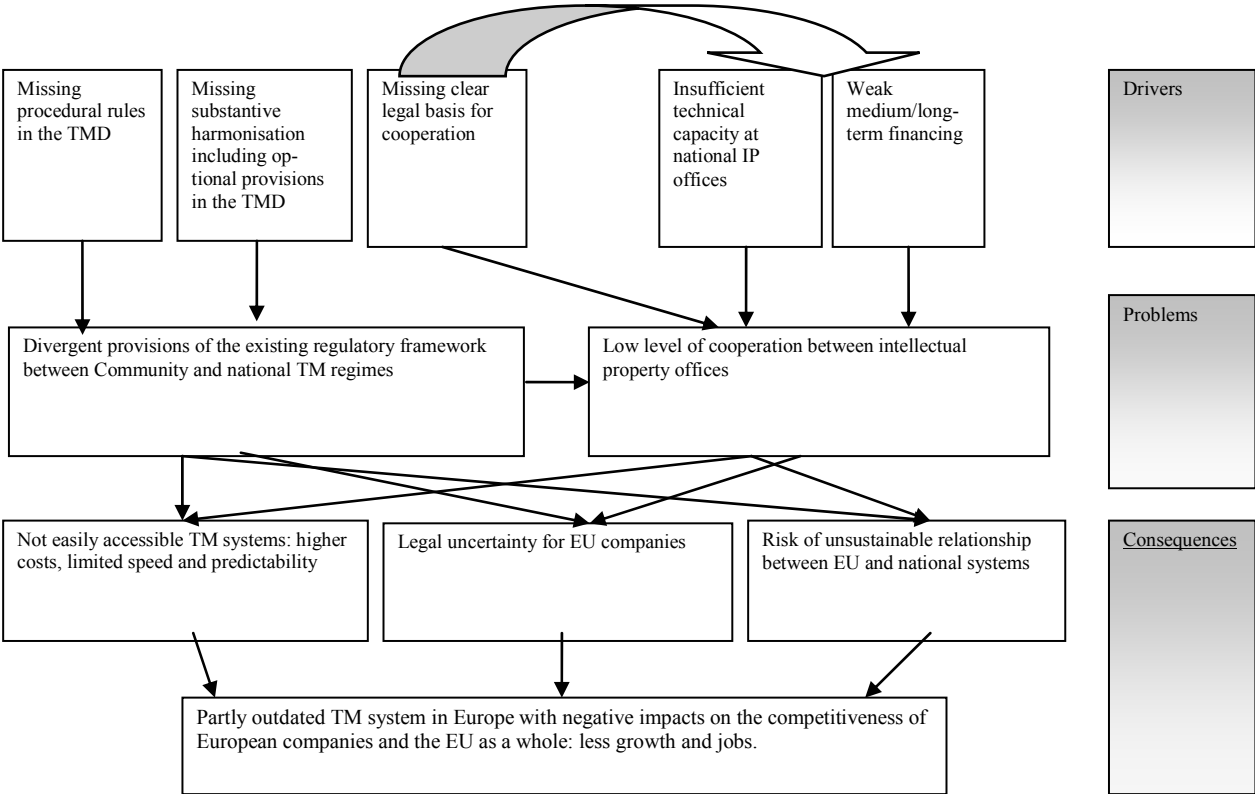 Missing
procedural rules
in the TMD
Missing
substantive
harmonisation
including op-
tional provisions
in the TMD
Missing clear
legal basis for
cooperation
Insufficient
technical
capacity at
national IP
offices
Weak
medium/long-
term financing
Drivers
Divergent provisions of the existing regulatory framework
between Community and national TM regimes
Low level of cooperation between intellectual
property offices
Problems
Not easily accessible TM systems: higher
costs, limited speed and predictability
Legal uncertainty for EU companies
Risk of unsustainable relationship
between EU and national systems
Consequences
Partly outdated TM system in Europe with negative impacts on the competitiveness of
European companies and the EU as a whole: less growth and jobs.